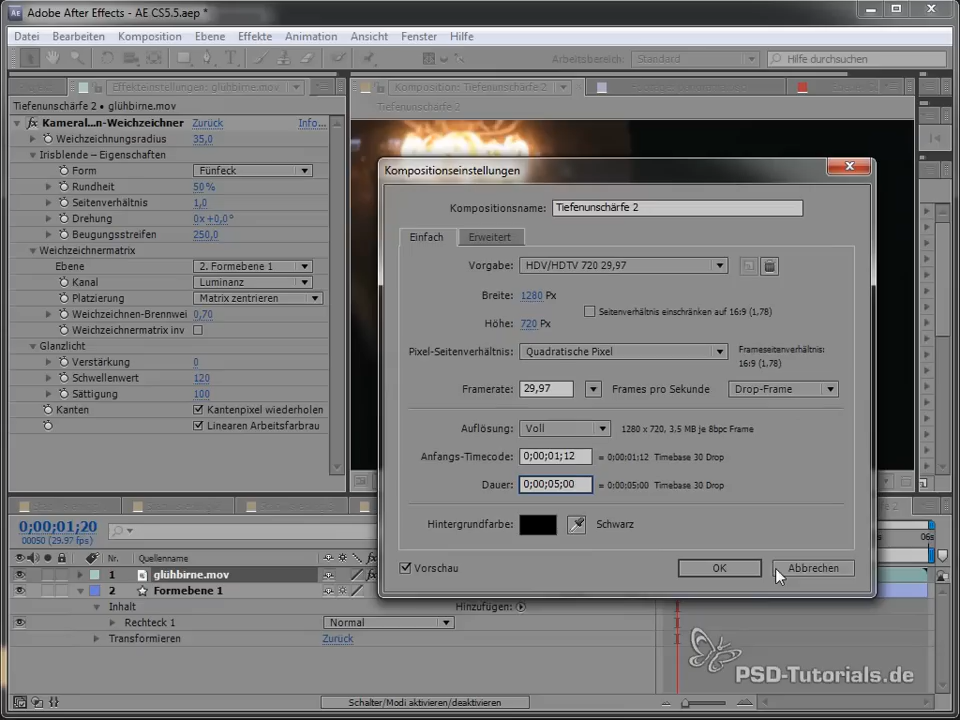 Adobe After Effects - AE CS5.5.aep *
Datei Bearbeiten Komposition Ebene Effekte Animation Ansicht Fenster Hilfe
Arbeitsbereich: Standard Hilfe durchsuchen
Effekteinstellungen: glühbirne.mov Komposition: Tiefenunschärfe 2
Tiefenunschärfe 2 • glühbirne.mov
Tiefenunschärfe 2
Kameral...n-Weichzeichner Zurück Info...
Weichzeichnungsradius 35,0
Irisblende – Eigenschaften
Form Fünfeck
Rundheit 50 %
Seitenverhältnis 1,0
Drehung 0x+0,0°
Beugungsstreifen 250,0
Weichzeichnermatrix
Ebene 2. Formebene 1
Kanal Luminanz
Platzierung Matrix zentrieren
Weichzeichnen-Brennwei 0,70
Weichzeichnermatrix inv
Glanzlicht
Verstärkung 0
Schwellenwert 120
Sättigung 100
Kanten Kantenpixel wiederholen
Linearen Arbeitsfarbrau
Kompositionseinstellungen
Kompositionsname: Tiefenunschärfe 2
Einfach Erweitert
Vorgabe: HDV/HDTV 720 29,97
Breite: 1280 Px
Seitenverhältnis einschränken auf 16:9 (1,78)
Höhe: 720 Px
Pixel-Seitenverhältnis: Quadratische Pixel Frameseitenverhältnis:
16:9 (1,78)
Framerate: 29,97 Frames pro Sekunde Drop-Frame
Auflösung: Voll 1280 x 720, 3,5 MB je 8bpc Frame
Anfangs-Timecode: 0;00;01;12 = 0;00;01;12 Timebase 30 Drop
Dauer: 0;00;05;00 = 0;00;05;00 Timebase 30 Drop
Hintergrundfarbe: Schwarz
Vorschau OK Abbrechen
0;00;01;20
00050 (29.97 fps)
06s
Nr. Quellenname
1 glühbirne.mov
2 Formebene 1
Inhalt Hinzufügen:
Rechteck 1 Normal
Transformieren Zurück
Schalter/Modi aktivieren/deaktivieren
PSD-Tutorials.de